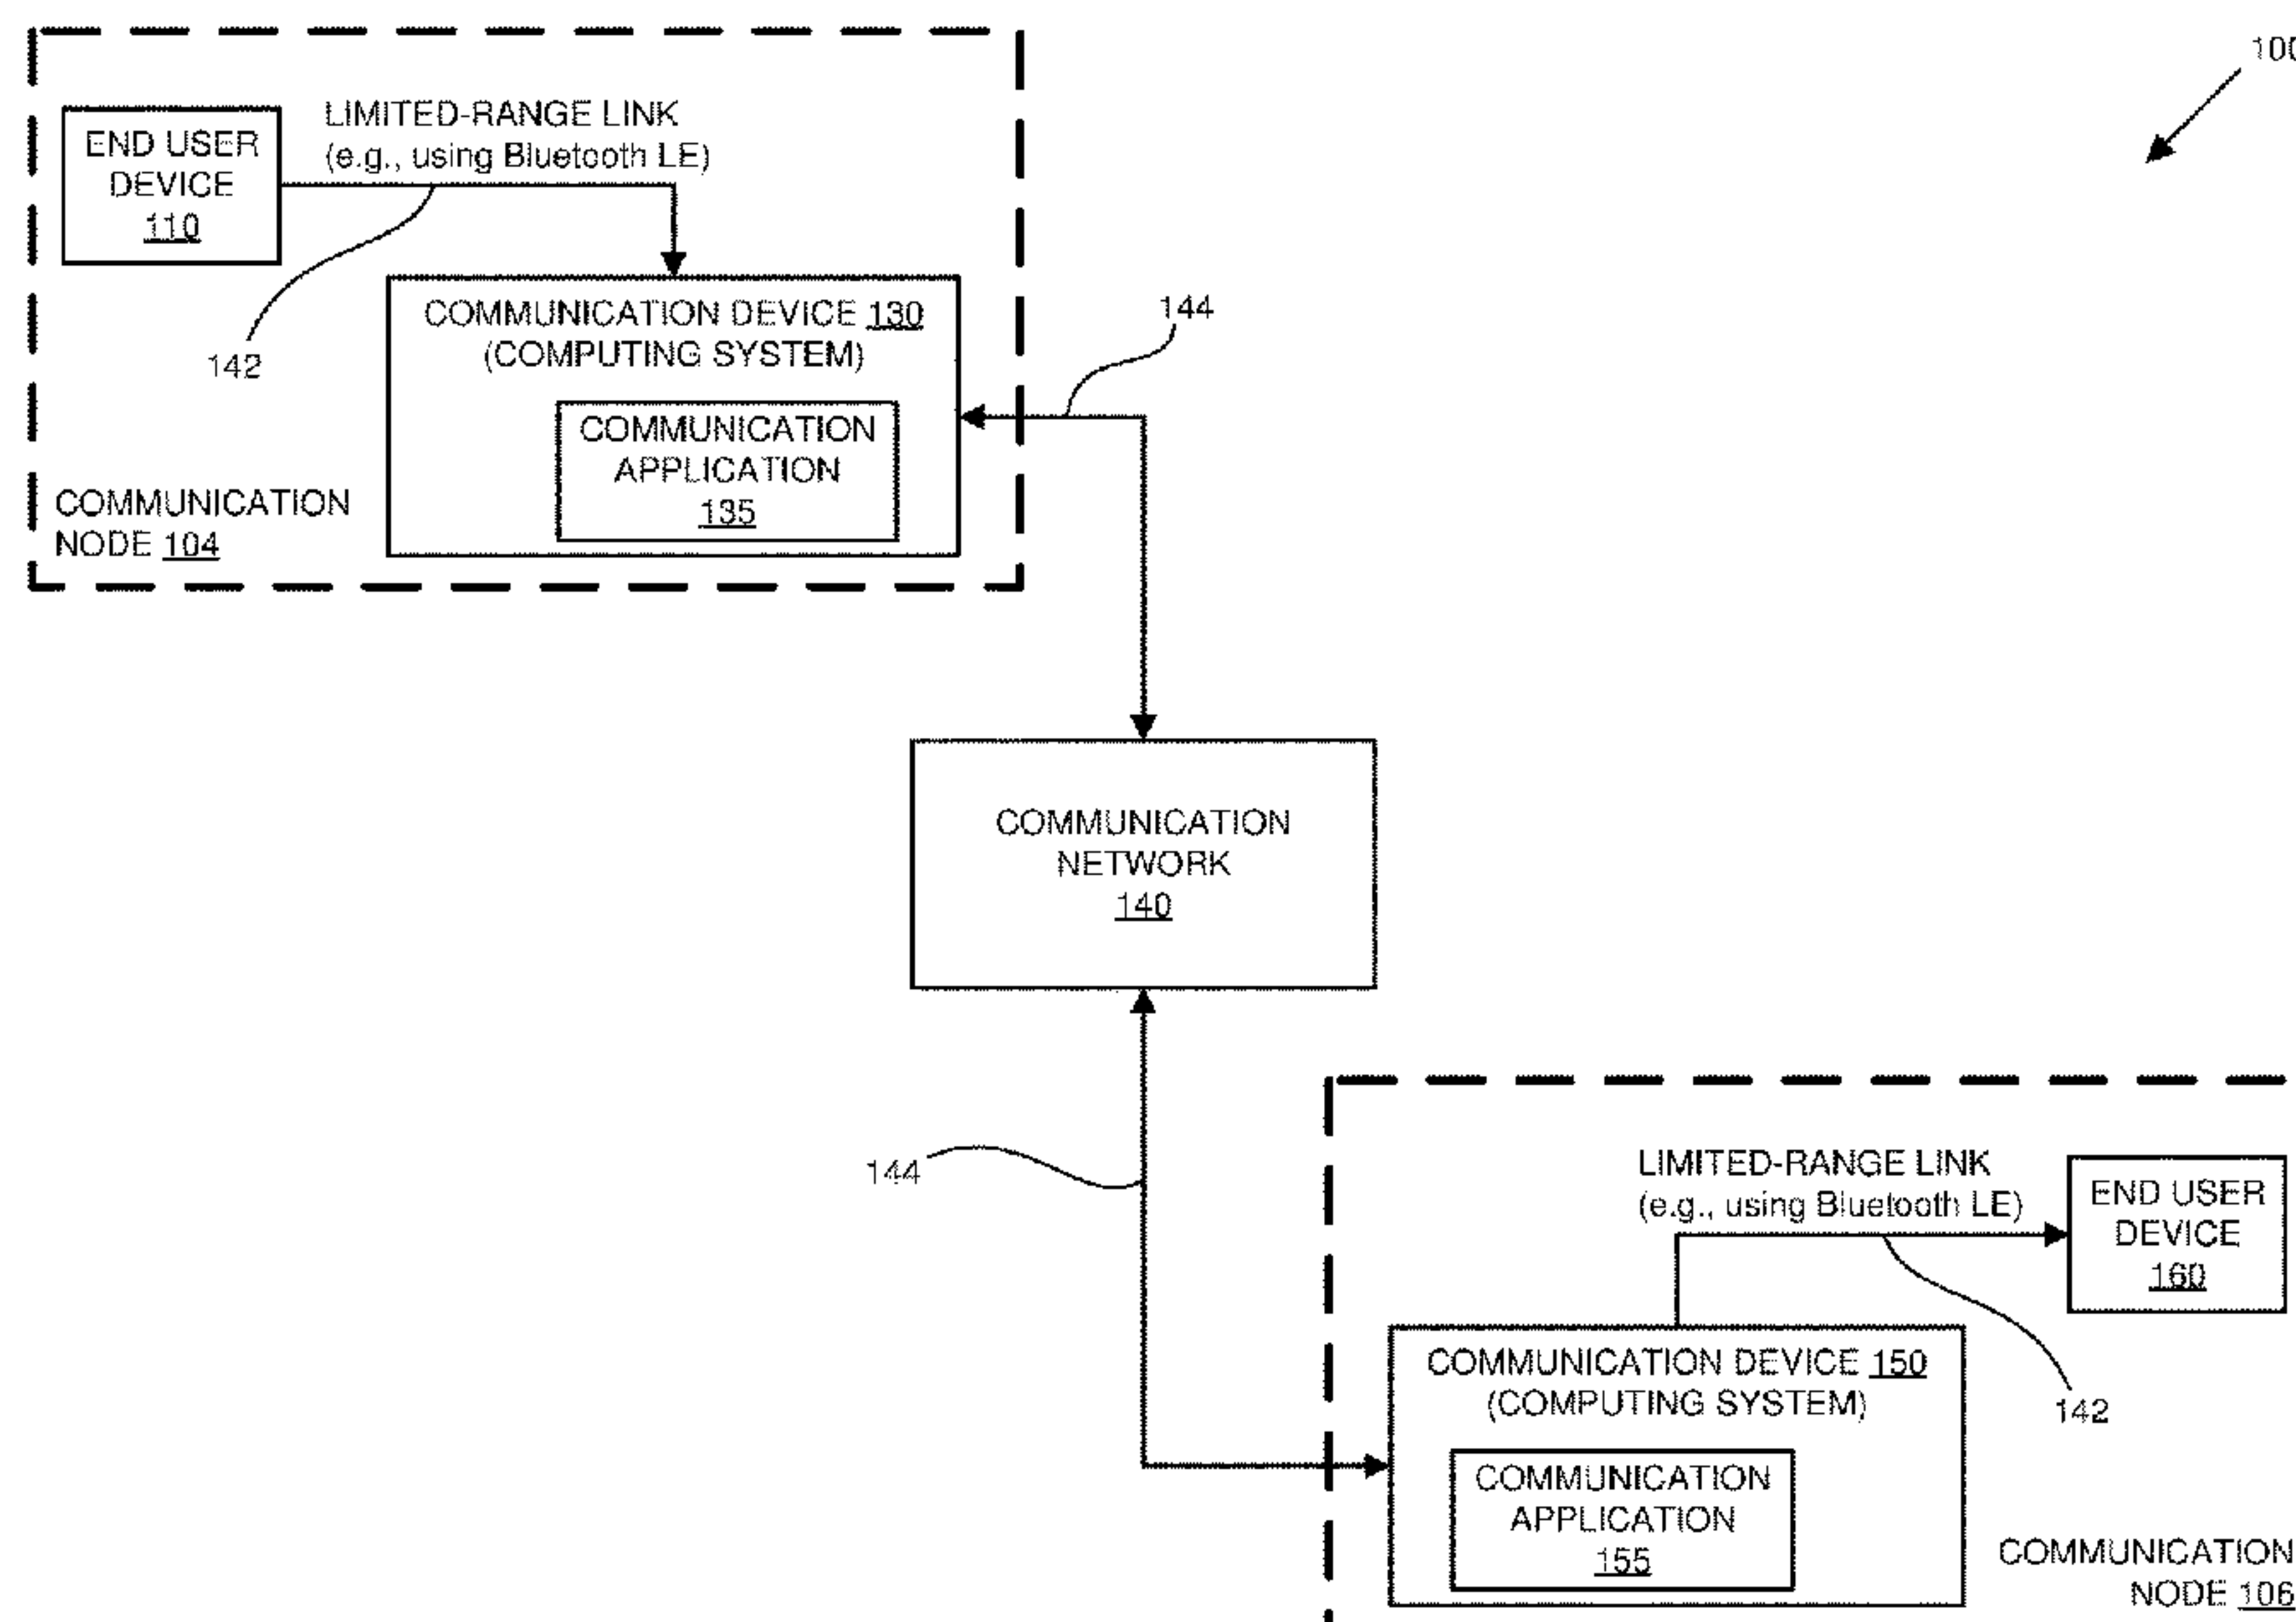 100
LIMITED-RANGE LINK
(e.g., using Bluetooth LE)
END USER
DEVICE
110
142
COMMUNICATION DEVICE 130
(COMPUTING SYSTEM)
COMMUNICATION
APPLICATION
135
COMMUNICATION
NODE 104
144
COMMUNICATION
NETWORK
140
144
LIMITED-RANGE LINK
(e.g., using Bluetooth LE)
END USER
DEVICE
160
142
COMMUNICATION DEVICE 150
(COMPUTING SYSTEM)
COMMUNICATION
APPLICATION
155
COMMUNICATION
NODE 106